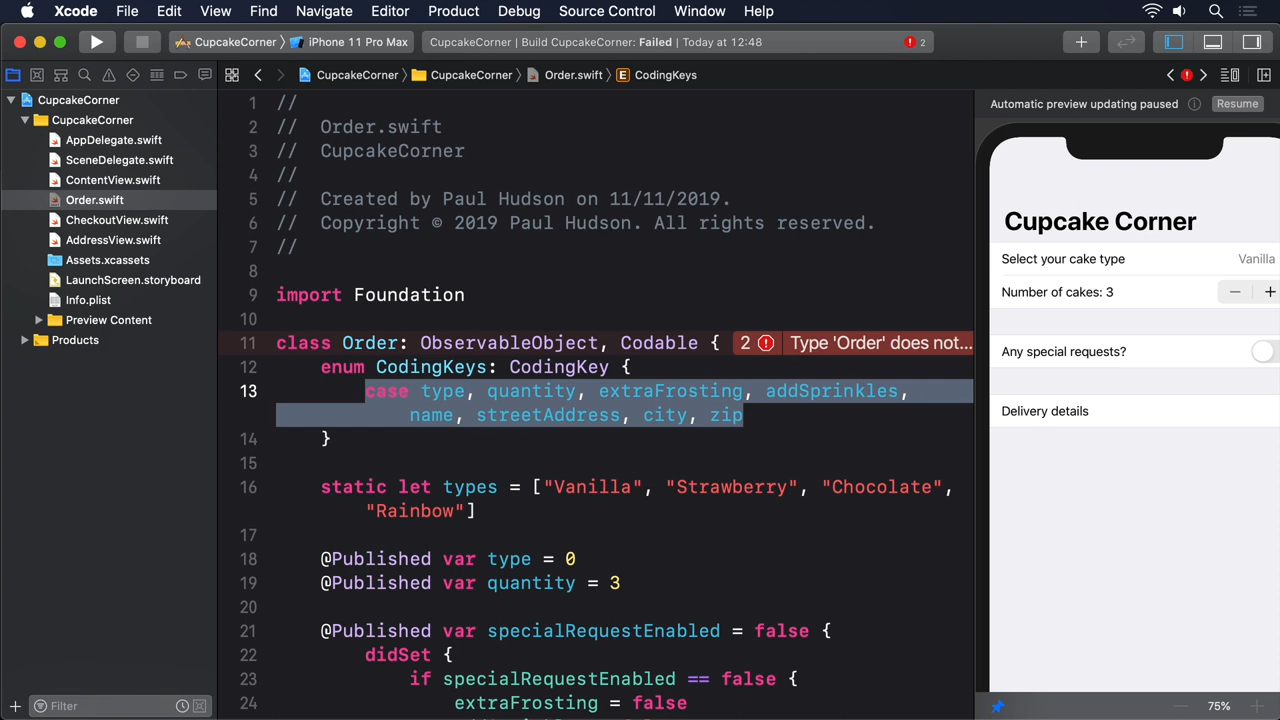 Xcode File Edit View Find Navigate Editor Product Debug Source Control Window Help
CupcakeCorner iPhone 11 Pro Max CupcakeCorner | Build CupcakeCorner: Failed | Today at 12:48 2
CupcakeCorner CupcakeCorner Order.swift E CodingKeys
CupcakeCorner
CupcakeCorner
AppDelegate.swift
SceneDelegate.swift
ContentView.swift
Order.swift
CheckoutView.swift
AddressView.swift
Assets.xcassets
LaunchScreen.storyboard
Info.plist
Preview Content
Products
Filter
1 //
2 // Order.swift
3 // CupcakeCorner
4 //
5 // Created by Paul Hudson on 11/11/2019.
6 // Copyright © 2019 Paul Hudson. All rights reserved.
7 //
8
9 import Foundation
10
11 class Order: ObservableObject, Codable { 2 Type 'Order' does not...
12 enum CodingKeys: CodingKey {
13 case type, quantity, extraFrosting, addSprinkles,
name, streetAddress, city, zip
14 }
15
16 static let types = ["Vanilla", "Strawberry", "Chocolate",
"Rainbow"]
17
18 @Published var type = 0
19 @Published var quantity = 3
20
21 @Published var specialRequestEnabled = false {
22 didSet {
23 if specialRequestEnabled == false {
24 extraFrosting = false
Automatic preview updating paused Resume
Cupcake Corner
Select your cake type Vanilla
Number of cakes: 3
Any special requests?
Delivery details
75%